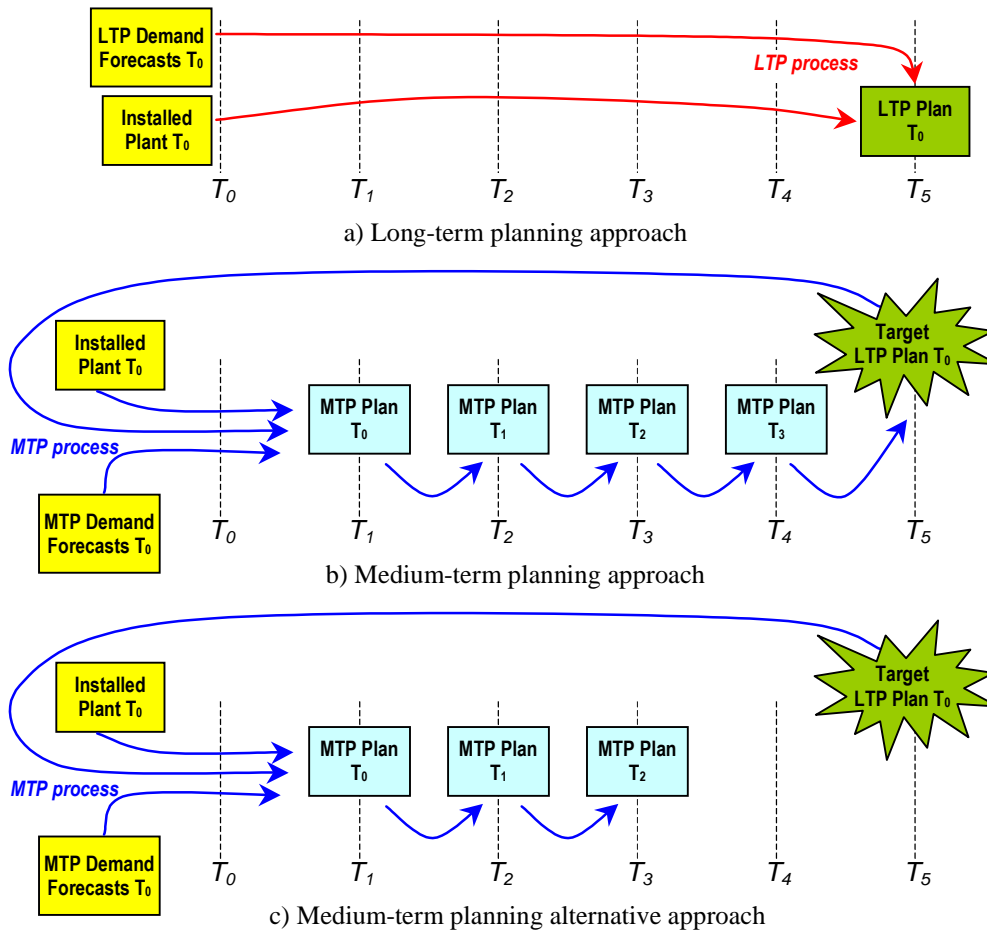 LTP Demand
Forecasts T0
LTP process
Installed
Plant T0
LTP Plan
T0
T0 T1 T2 T3 T4 T5
a) Long-term planning approach
Target
LTP Plan T0
Installed
Plant T0
MTP Plan
T0
MTP Plan
T1
MTP Plan
T2
MTP Plan
T3
MTP process
MTP Demand
Forecasts T0
T0 T1 T2 T3 T4 T5
b) Medium-term planning approach
Target
LTP Plan T0
Installed
Plant T0
MTP Plan
T0
MTP Plan
T1
MTP Plan
T2
MTP process
MTP Demand
Forecasts T0
T0 T1 T2 T3 T4 T5
c) Medium-term planning alternative approach